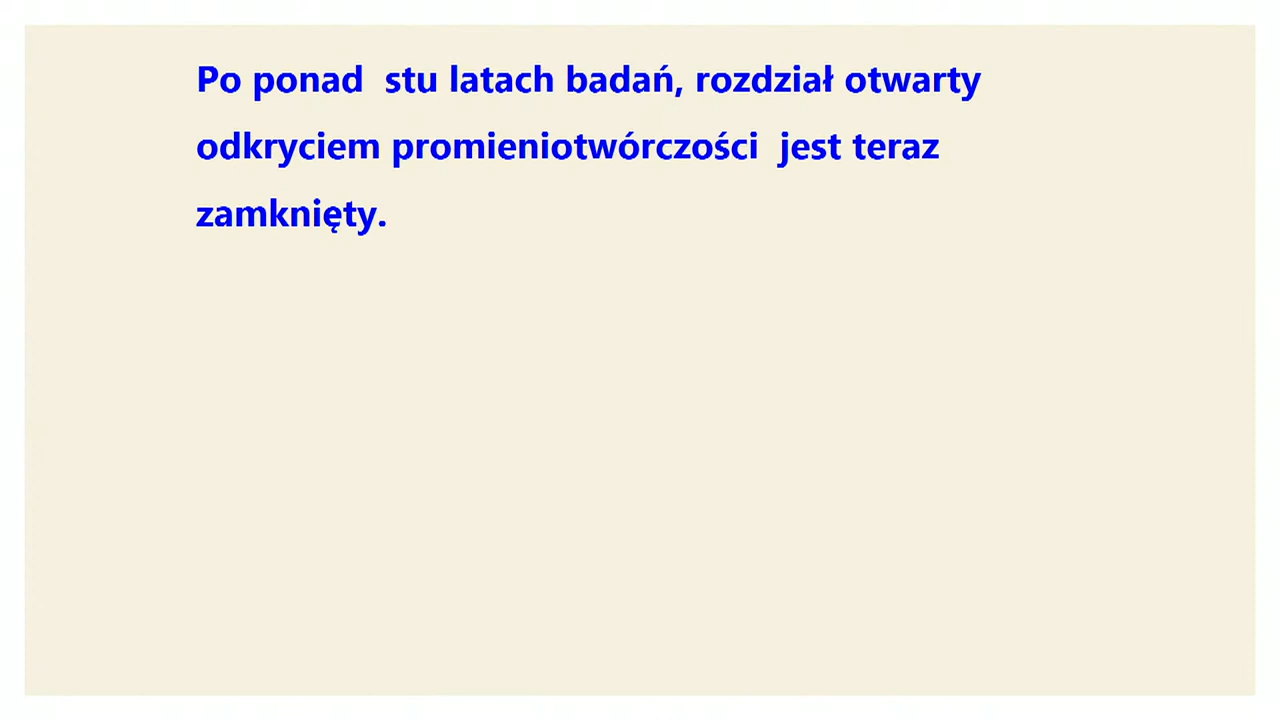 Po ponad  stu latach badań, rozdział otwarty
odkryciem promieniotwórczości  jest teraz
zamknięty.